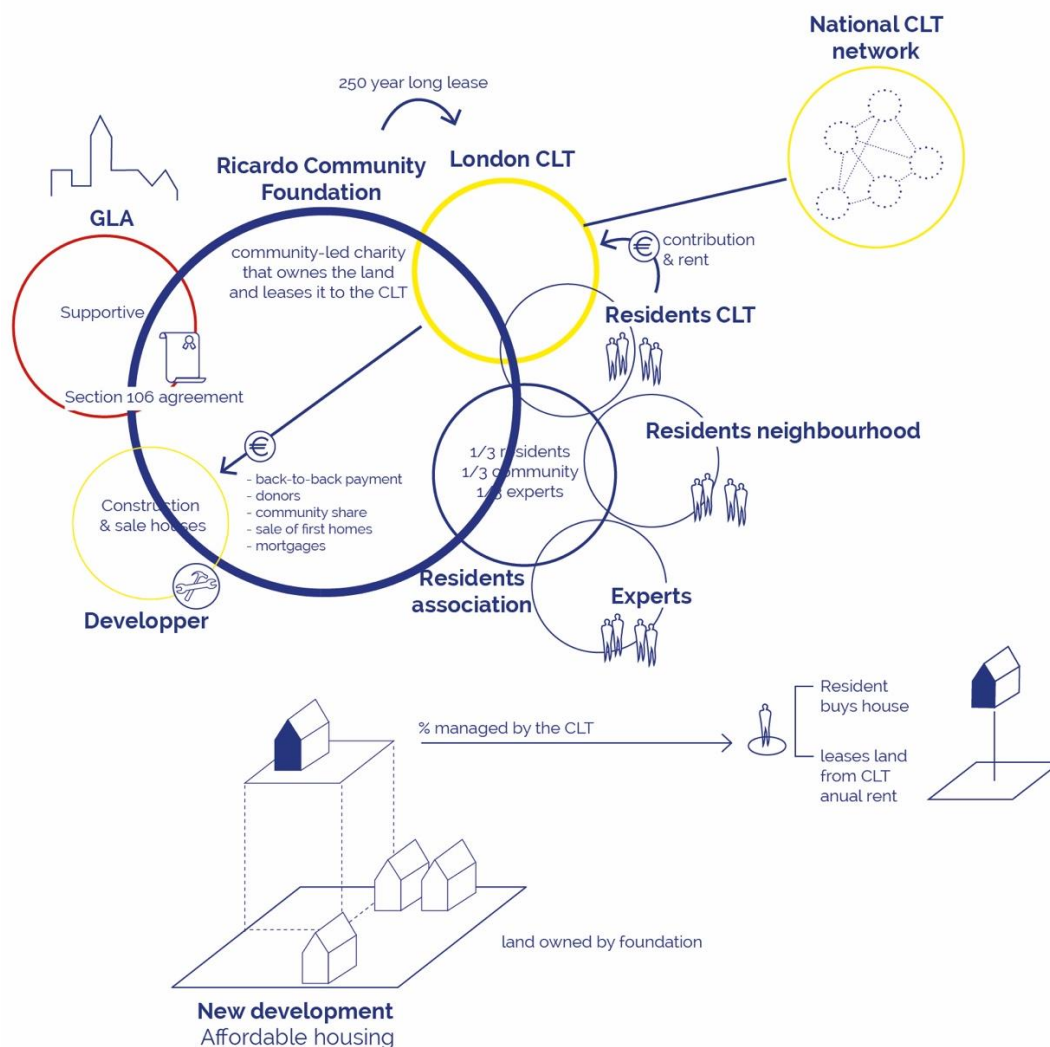 National CLT
network
250 year long lease
Ricardo Community
Foundation
London CLT
GLA
community-led charity
that owns the land
and leases it to the CLT
€
contribution
& rent
Supportive
Residents CLT
Section 106 agreement
Residents neighbourhood
€
1/3 residents
1/3 community
1/3 experts
- back-to-back payment
- donors
- community share
- sale of first homes
- mortgages
Construction
& sale houses
Residents
association
Experts
Developper
% managed by the CLT
Resident
buys house
leases land
from CLT
anual rent
land owned by foundation
New development
Affordable housing